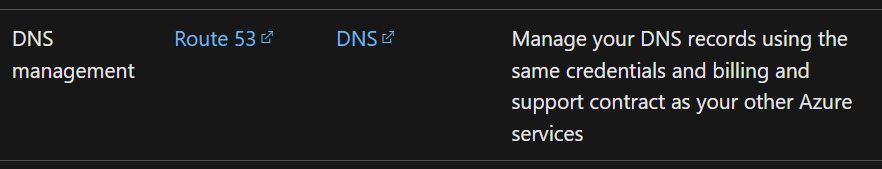 DNS management
Route 53
DNS
Manage your DNS records using the
same credentials and billing and
support contract as your other Azure
services